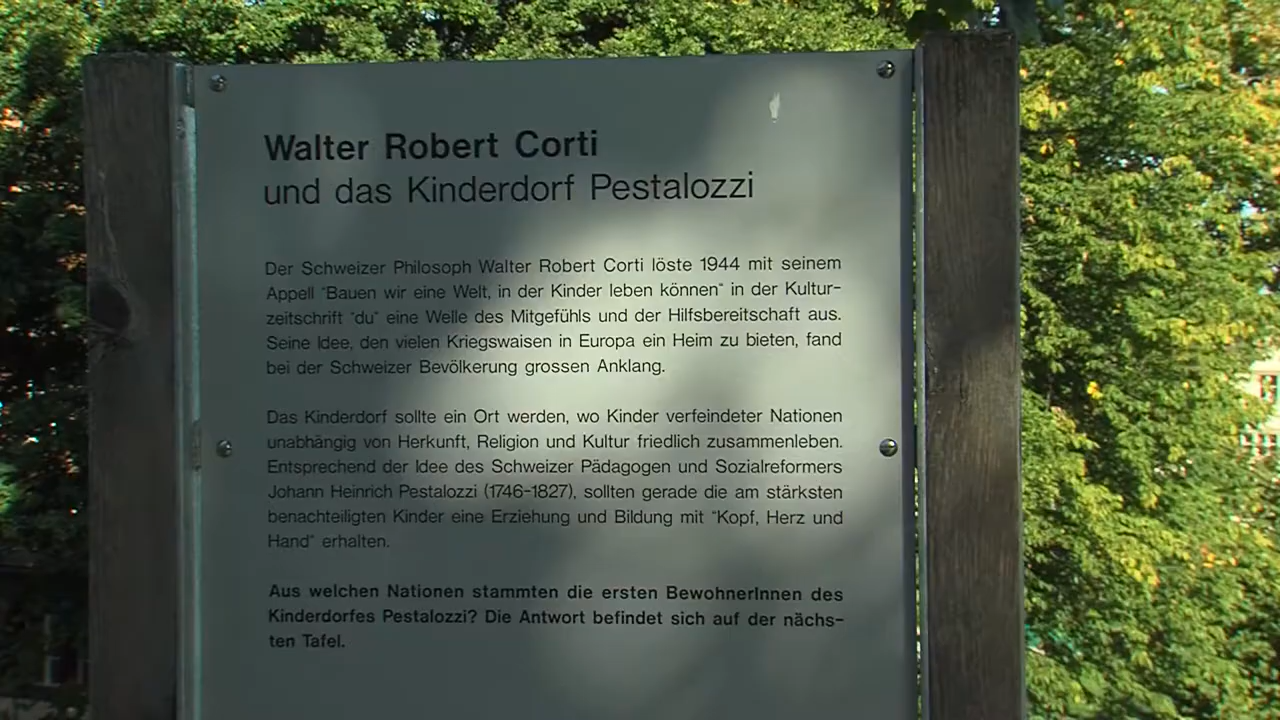 Walter Robert Corti
und das Kinderdorf Pestalozzi
Der Schweizer Philosoph Walter Robert Corti löste 1944 mit seinem
Appell "Bauen wir eine Welt, in der Kinder leben können" in der Kultur-
zeitschrift "du" eine Welle des Mitgefühls und der Hilfsbereitschaft aus.
Seine Idee, den vielen Kriegswaisen in Europa ein Heim zu bieten, fand
bei der Schweizer Bevölkerung grossen Anklang.
Das Kinderdorf sollte ein Ort werden, wo Kinder verfeindeter Nationen
unabhängig von Herkunft, Religion und Kultur friedlich zusammenleben.
Entsprechend der Idee des Schweizer Pädagogen und Sozialreformers
Johann Heinrich Pestalozzi (1746-1827), sollten gerade die am stärksten
benachteiligten Kinder eine Erziehung und Bildung mit "Kopf, Herz und
Hand" erhalten.
Aus welchen Nationen stammten die ersten BewohnerInnen des
Kinderdorfes Pestalozzi? Die Antwort befindet sich auf der nächs-
ten Tafel.